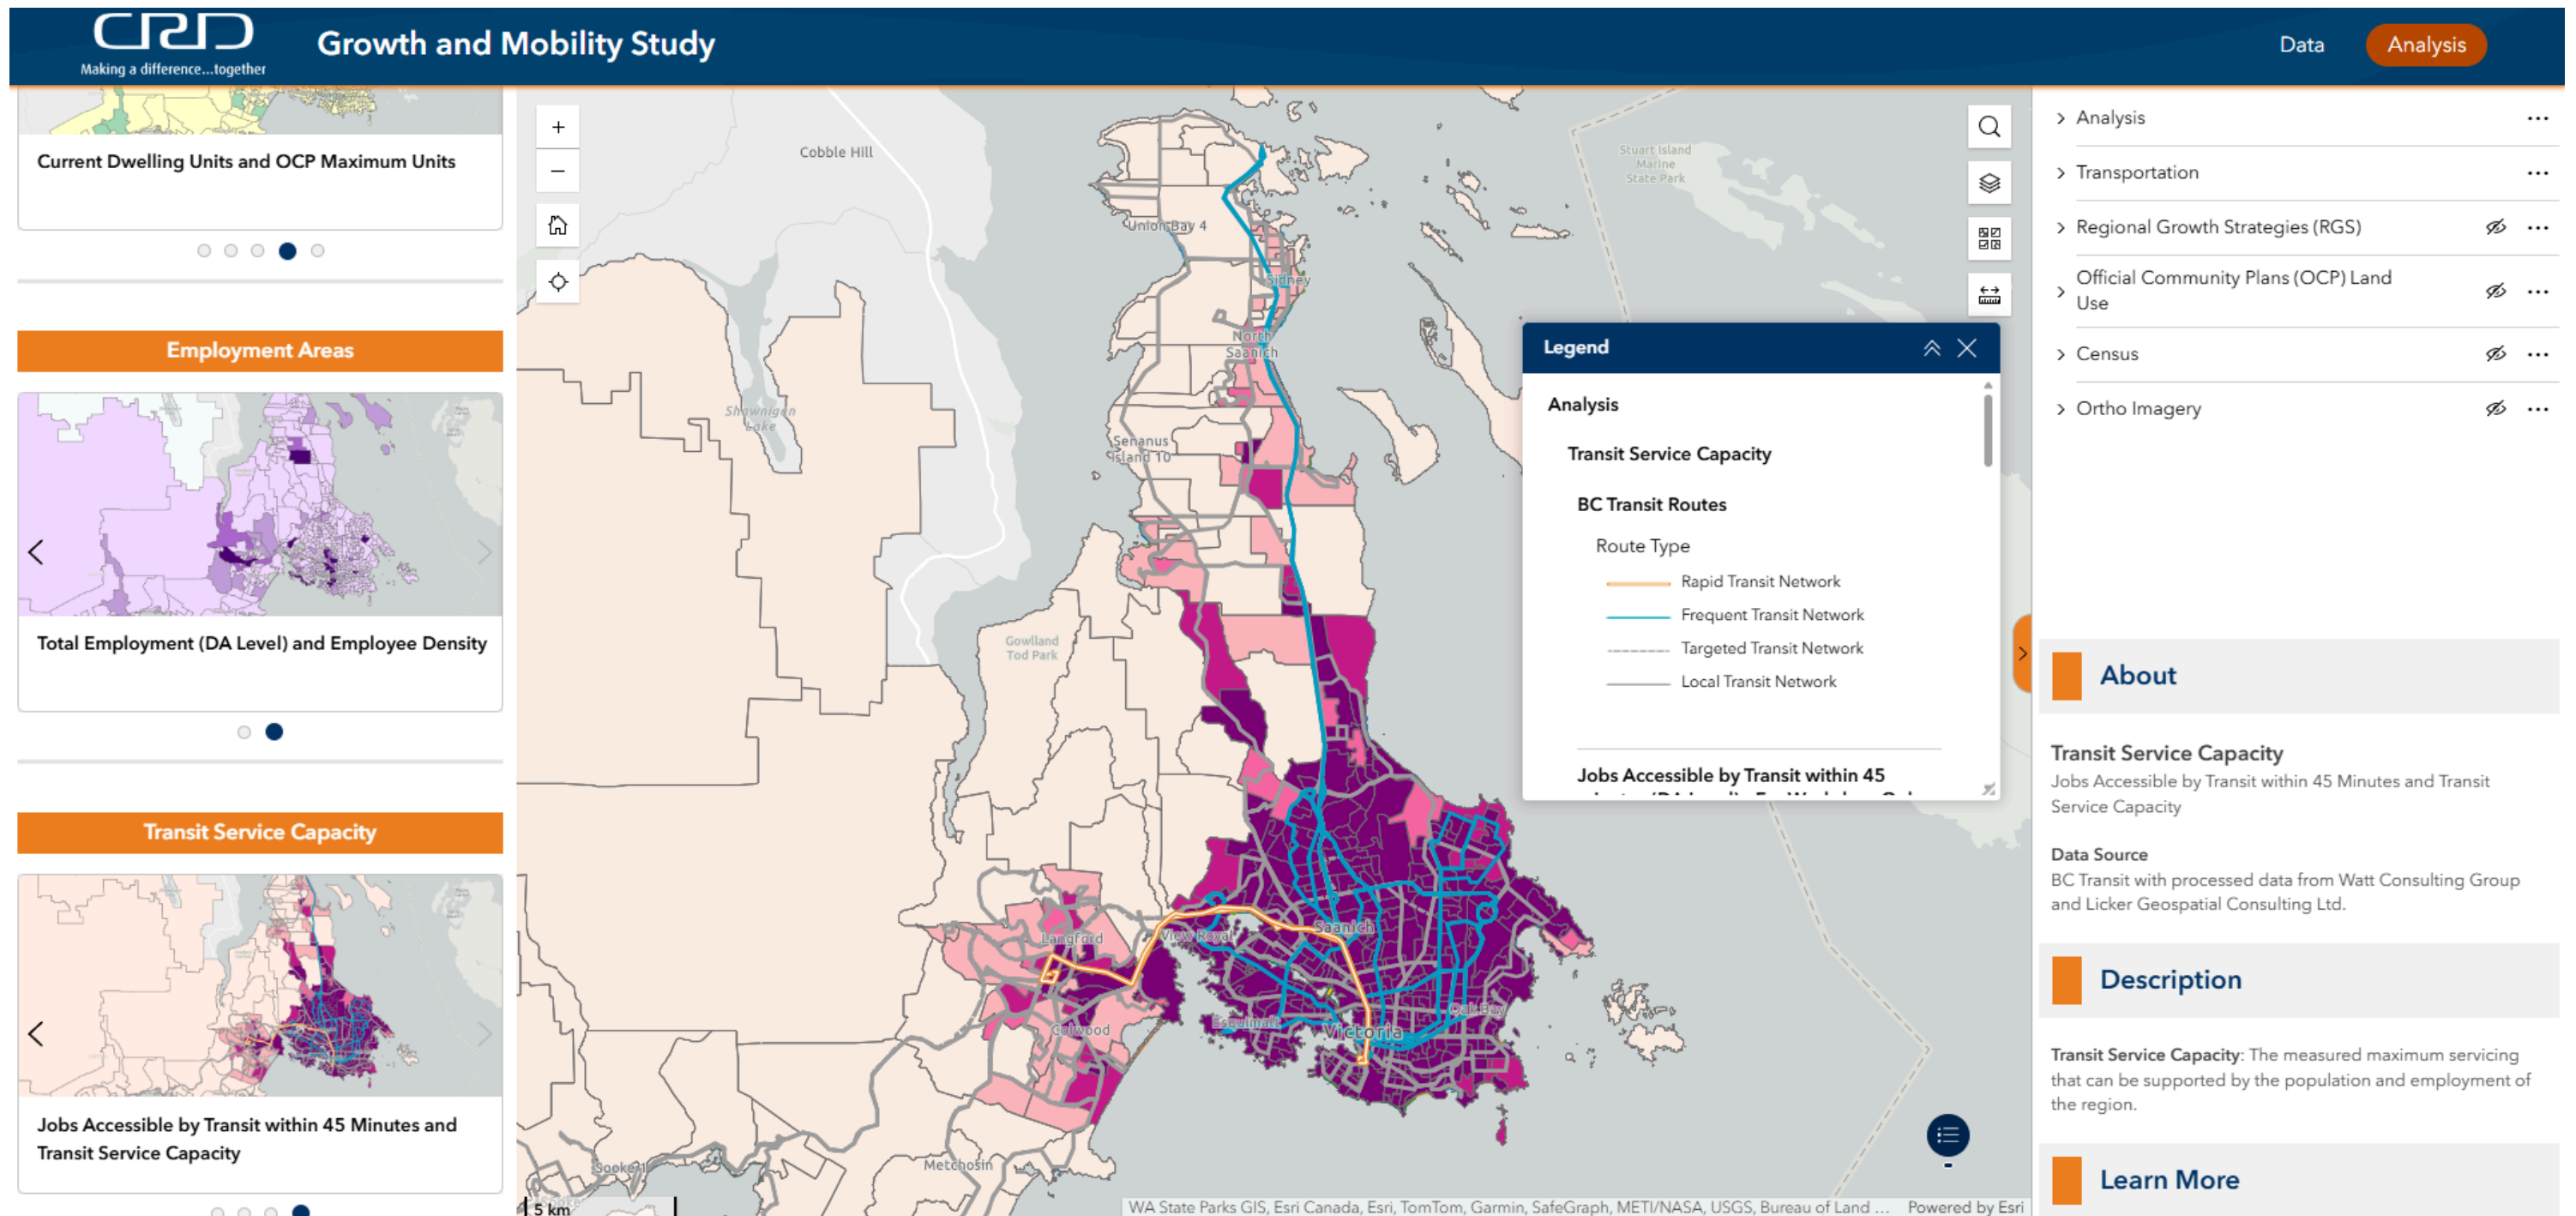 CRD
Making a difference...together
Growth and Mobility Study
Data
Analysis
Current Dwelling Units and OCP Maximum Units
Employment Areas
Total Employment (DA Level) and Employee Density
Transit Service Capacity
Jobs Accessible by Transit within 45 Minutes and
Transit Service Capacity
Cobble Hill
Stuart Island
Marine
State Park
Union Bay 4
Sidney
North
Saanich
Shawnigan
Lake
Senanus
Island 10
Gowlland
Tod Park
Langford
View Royal
Saanich
Colwood
Esquimalt
Victoria
Oak Bay
Metchosin
Sooke 1
Sooke
5 km
Legend
Analysis
Transit Service Capacity
BC Transit Routes
Route Type
Rapid Transit Network
Frequent Transit Network
Targeted Transit Network
Local Transit Network
Jobs Accessible by Transit within 45
WA State Parks GIS, Esri Canada, Esri, TomTom, Garmin, SafeGraph, METI/NASA, USGS, Bureau of Land ...
Powered by Esri
Analysis
Transportation
Regional Growth Strategies (RGS)
Official Community Plans (OCP) Land
Use
Census
Ortho Imagery
About
Transit Service Capacity
Jobs Accessible by Transit within 45 Minutes and Transit
Service Capacity
Data Source
BC Transit with processed data from Watt Consulting Group
and Licker Geospatial Consulting Ltd.
Description
Transit Service Capacity: The measured maximum servicing
that can be supported by the population and employment of
the region.
Learn More